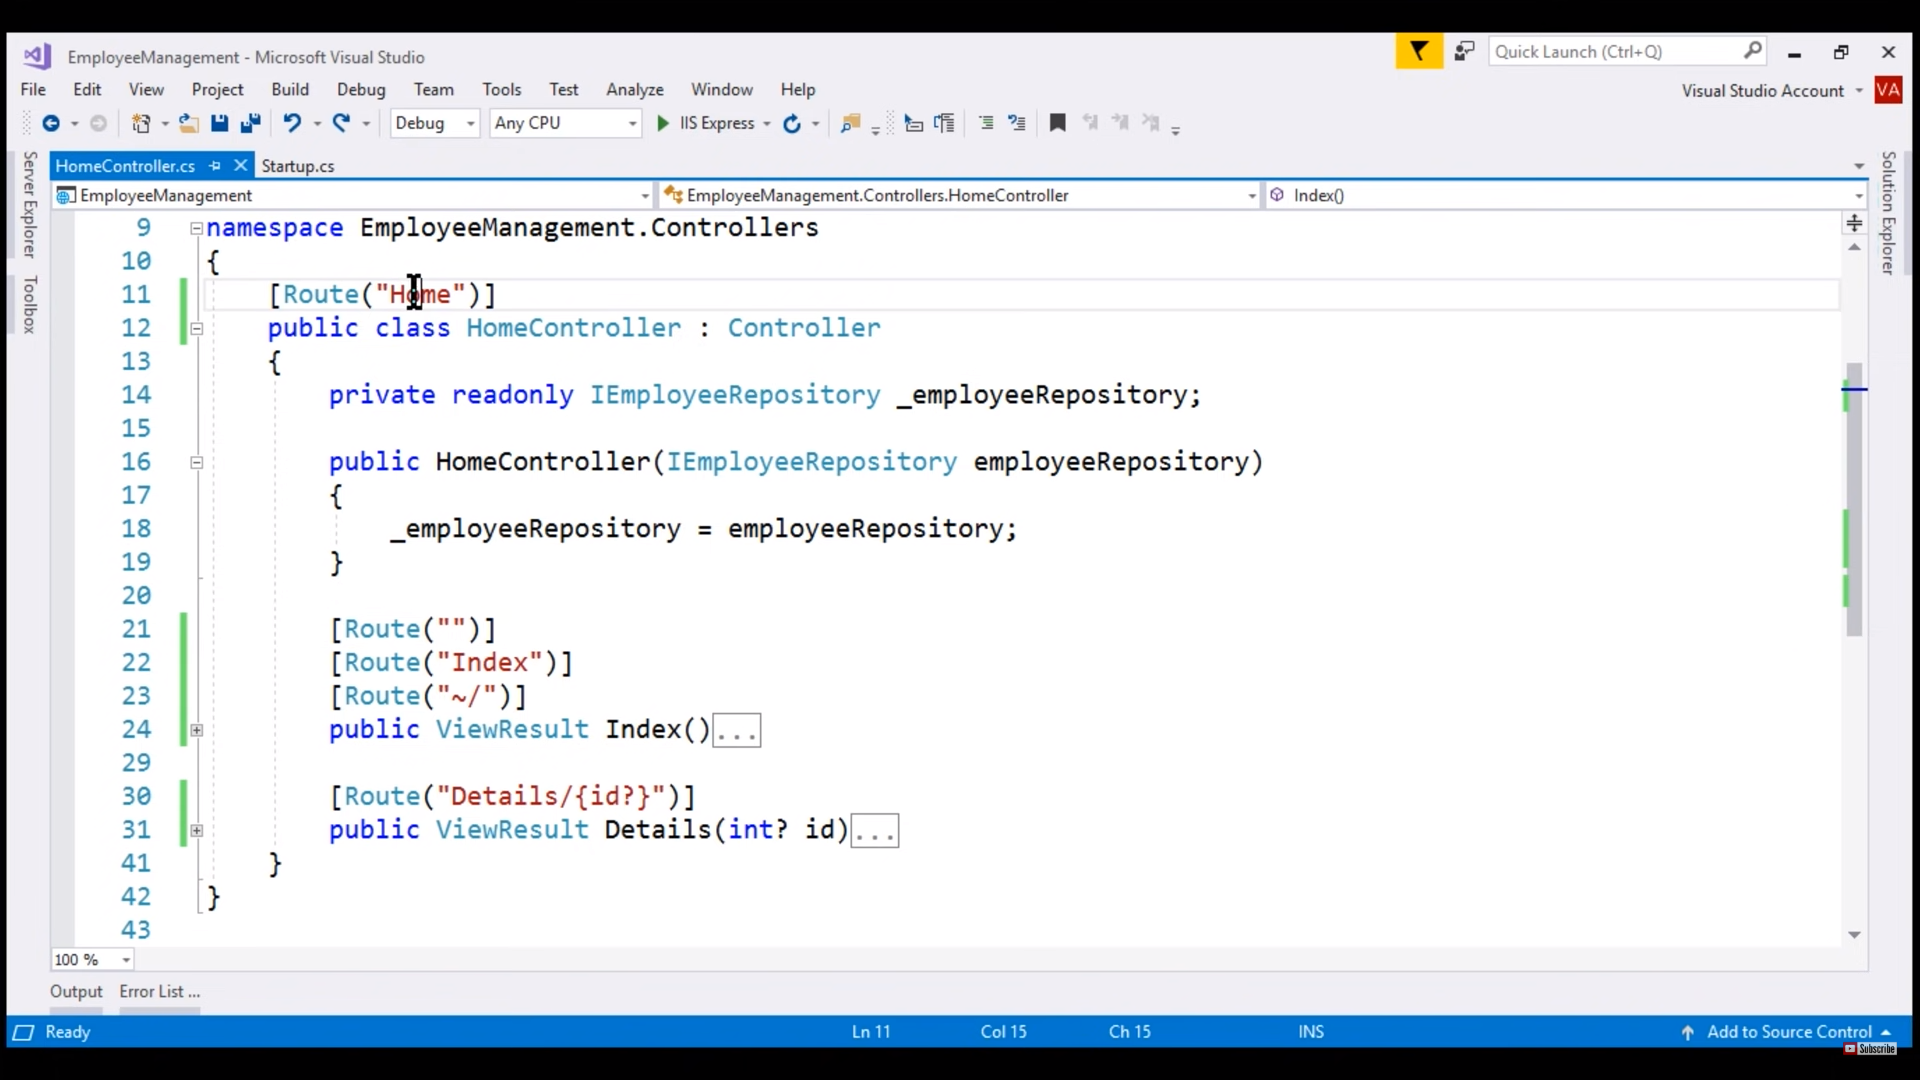 EmployeeManagement - Microsoft Visual Studio
Quick Launch (Ctrl+Q)
File Edit View Project Build Debug Team Tools Test Analyze Window Help
Visual Studio Account VA
Debug Any CPU IIS Express
Server Explorer
Toolbox
Solution Explorer
HomeController.cs Startup.cs
EmployeeManagement EmployeeManagement.Controllers.HomeController Index()
9 namespace EmployeeManagement.Controllers
10 {
11 [Route("Home")]
12 public class HomeController : Controller
13 {
14 private readonly IEmployeeRepository _employeeRepository;
15
16 public HomeController(IEmployeeRepository employeeRepository)
17 {
18 _employeeRepository = employeeRepository;
19 }
20
21 [Route("")]
22 [Route("Index")]
23 [Route("~/")]
24 public ViewResult Index()...
29
30 [Route("Details/{id?}")]
31 public ViewResult Details(int? id)...
41 }
42 }
43
100 %
Output Error List ...
Ready Ln 11 Col 15 Ch 15 INS Add to Source Control
Subscribe